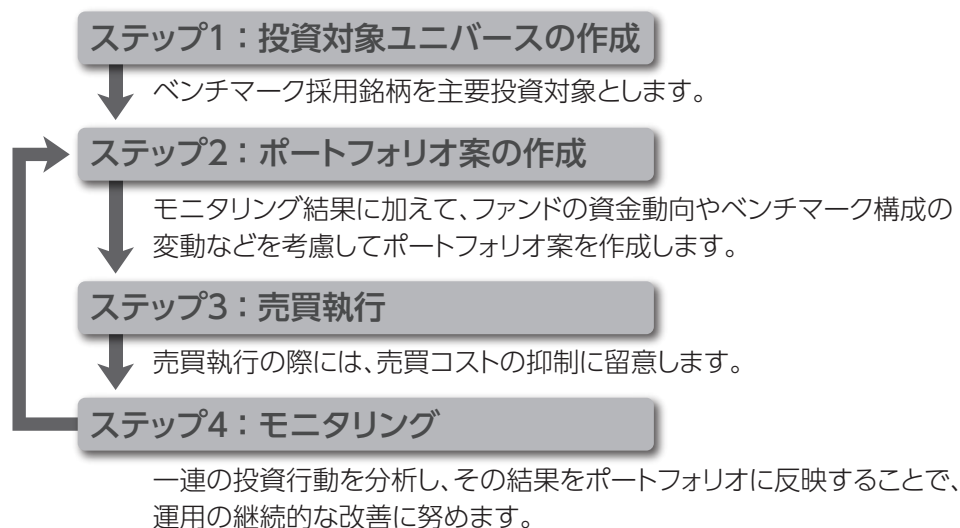 ステップ1：投資対象ユニバースの作成
ベンチマーク採用銘柄を主要投資対象とします。
ステップ2：ポートフォリオ案の作成
モニタリング結果に加えて、ファンドの資金動向やベンチマーク構成の
変動などを考慮してポートフォリオ案を作成します。
ステップ3：売買執行
売買執行の際には、売買コストの抑制に留意します。
ステップ4：モニタリング
一連の投資行動を分析し、その結果をポートフォリオに反映することで、
運用の継続的な改善に努めます。